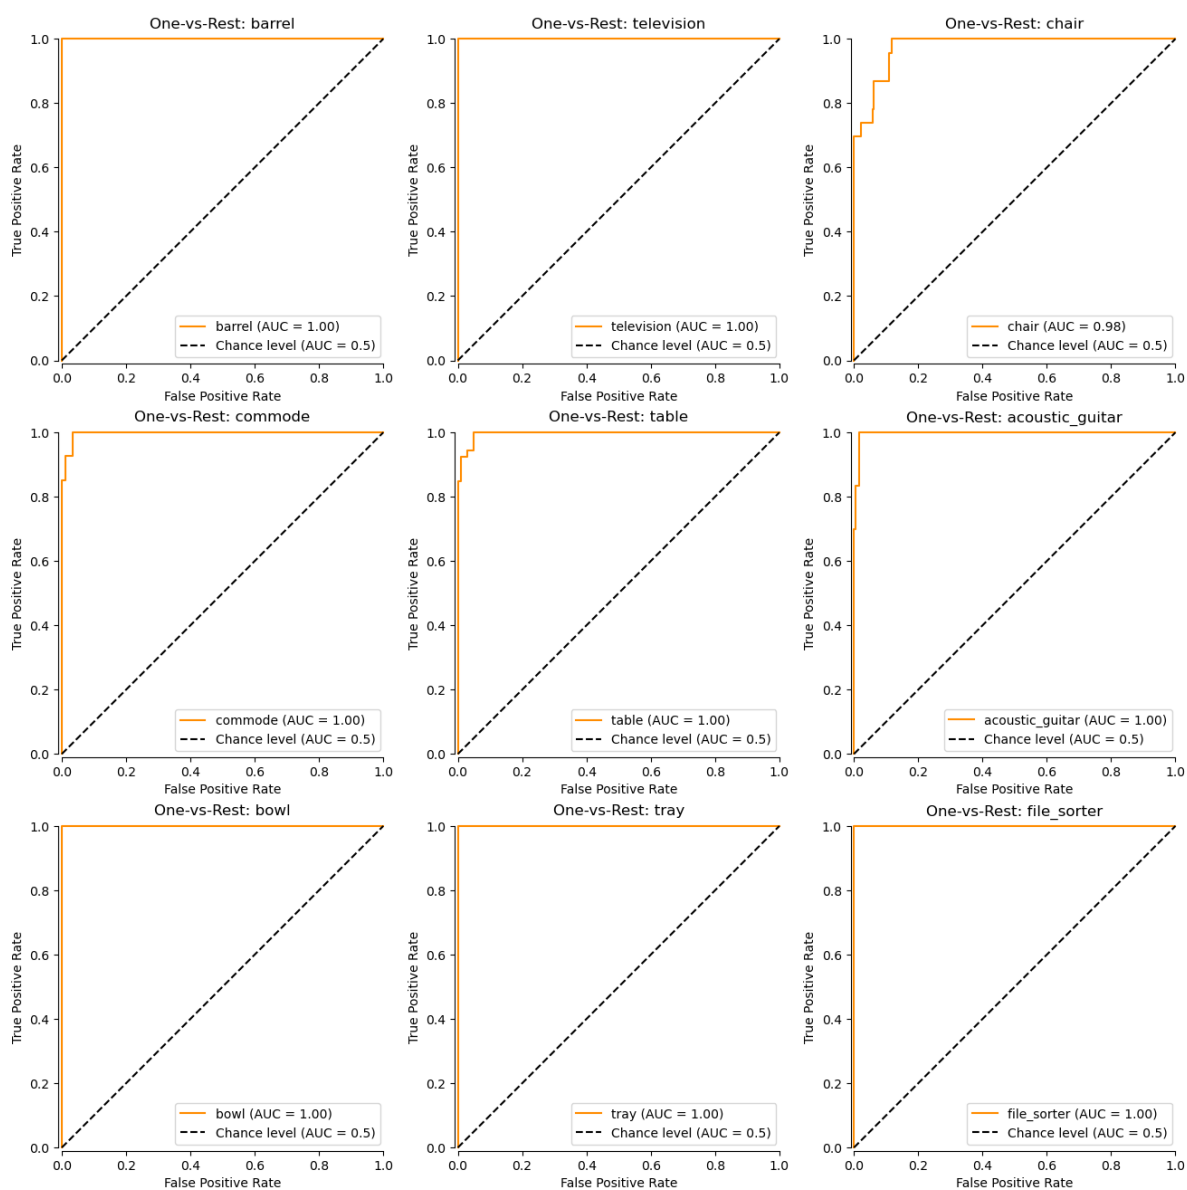 One-vs-Rest: barrel
1.0
0.8
0.6
0.4
0.2
0.0
True Positive Rate
barrel (AUC = 1.00)
Chance level (AUC = 0.5)
0.0 0.2 0.4 0.6 0.8 1.0
False Positive Rate
One-vs-Rest: television
1.0
0.8
0.6
0.4
0.2
0.0
True Positive Rate
television (AUC = 1.00)
Chance level (AUC = 0.5)
0.0 0.2 0.4 0.6 0.8 1.0
False Positive Rate
One-vs-Rest: chair
1.0
0.8
0.6
0.4
0.2
0.0
True Positive Rate
chair (AUC = 0.98)
Chance level (AUC = 0.5)
0.0 0.2 0.4 0.6 0.8 1.0
False Positive Rate
One-vs-Rest: commode
1.0
0.8
0.6
0.4
0.2
0.0
True Positive Rate
commode (AUC = 1.00)
Chance level (AUC = 0.5)
0.0 0.2 0.4 0.6 0.8 1.0
False Positive Rate
One-vs-Rest: table
1.0
0.8
0.6
0.4
0.2
0.0
True Positive Rate
table (AUC = 1.00)
Chance level (AUC = 0.5)
0.0 0.2 0.4 0.6 0.8 1.0
False Positive Rate
One-vs-Rest: acoustic_guitar
1.0
0.8
0.6
0.4
0.2
0.0
True Positive Rate
acoustic_guitar (AUC = 1.00)
Chance level (AUC = 0.5)
0.0 0.2 0.4 0.6 0.8 1.0
False Positive Rate
One-vs-Rest: bowl
1.0
0.8
0.6
0.4
0.2
0.0
True Positive Rate
bowl (AUC = 1.00)
Chance level (AUC = 0.5)
0.0 0.2 0.4 0.6 0.8 1.0
False Positive Rate
One-vs-Rest: tray
1.0
0.8
0.6
0.4
0.2
0.0
True Positive Rate
tray (AUC = 1.00)
Chance level (AUC = 0.5)
0.0 0.2 0.4 0.6 0.8 1.0
False Positive Rate
One-vs-Rest: file_sorter
1.0
0.8
0.6
0.4
0.2
0.0
True Positive Rate
file_sorter (AUC = 1.00)
Chance level (AUC = 0.5)
0.0 0.2 0.4 0.6 0.8 1.0
False Positive Rate